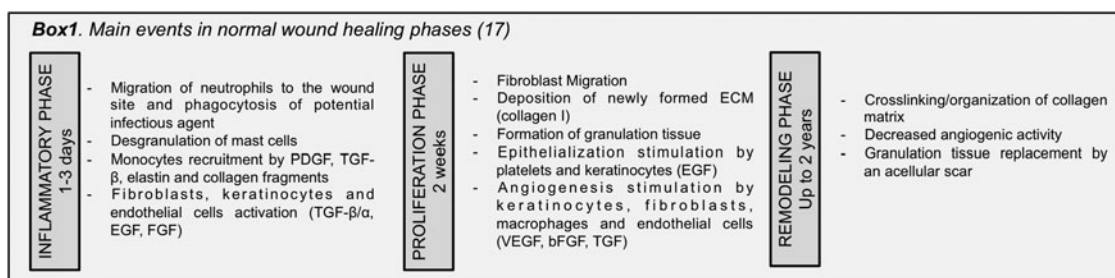 Box1. Main events in normal wound healing phases (17)
INFLAMMATORY PHASE
1-3 days
- Migration of neutrophils to the wound
site and phagocytosis of potential
infectious agent
- Desgranulation of mast cells
- Monocytes recruitment by PDGF, TGF-
β, elastin and collagen fragments
- Fibroblasts, keratinocytes and
endothelial cells activation (TGF-β/α,
EGF, FGF)
PROLIFERATION PHASE
2 weeks
- Fibroblast Migration
- Deposition of newly formed ECM
(collagen I)
- Formation of granulation tissue
- Epithelialization stimulation by
platelets and keratinocytes (EGF)
- Angiogenesis stimulation by
keratinocytes, fibroblasts,
macrophages and endothelial cells
(VEGF, bFGF, TGF)
REMODELING PHASE
Up to 2 years
- Crosslinking/organization of collagen
matrix
- Decreased angiogenic activity
- Granulation tissue replacement by
an acellular scar